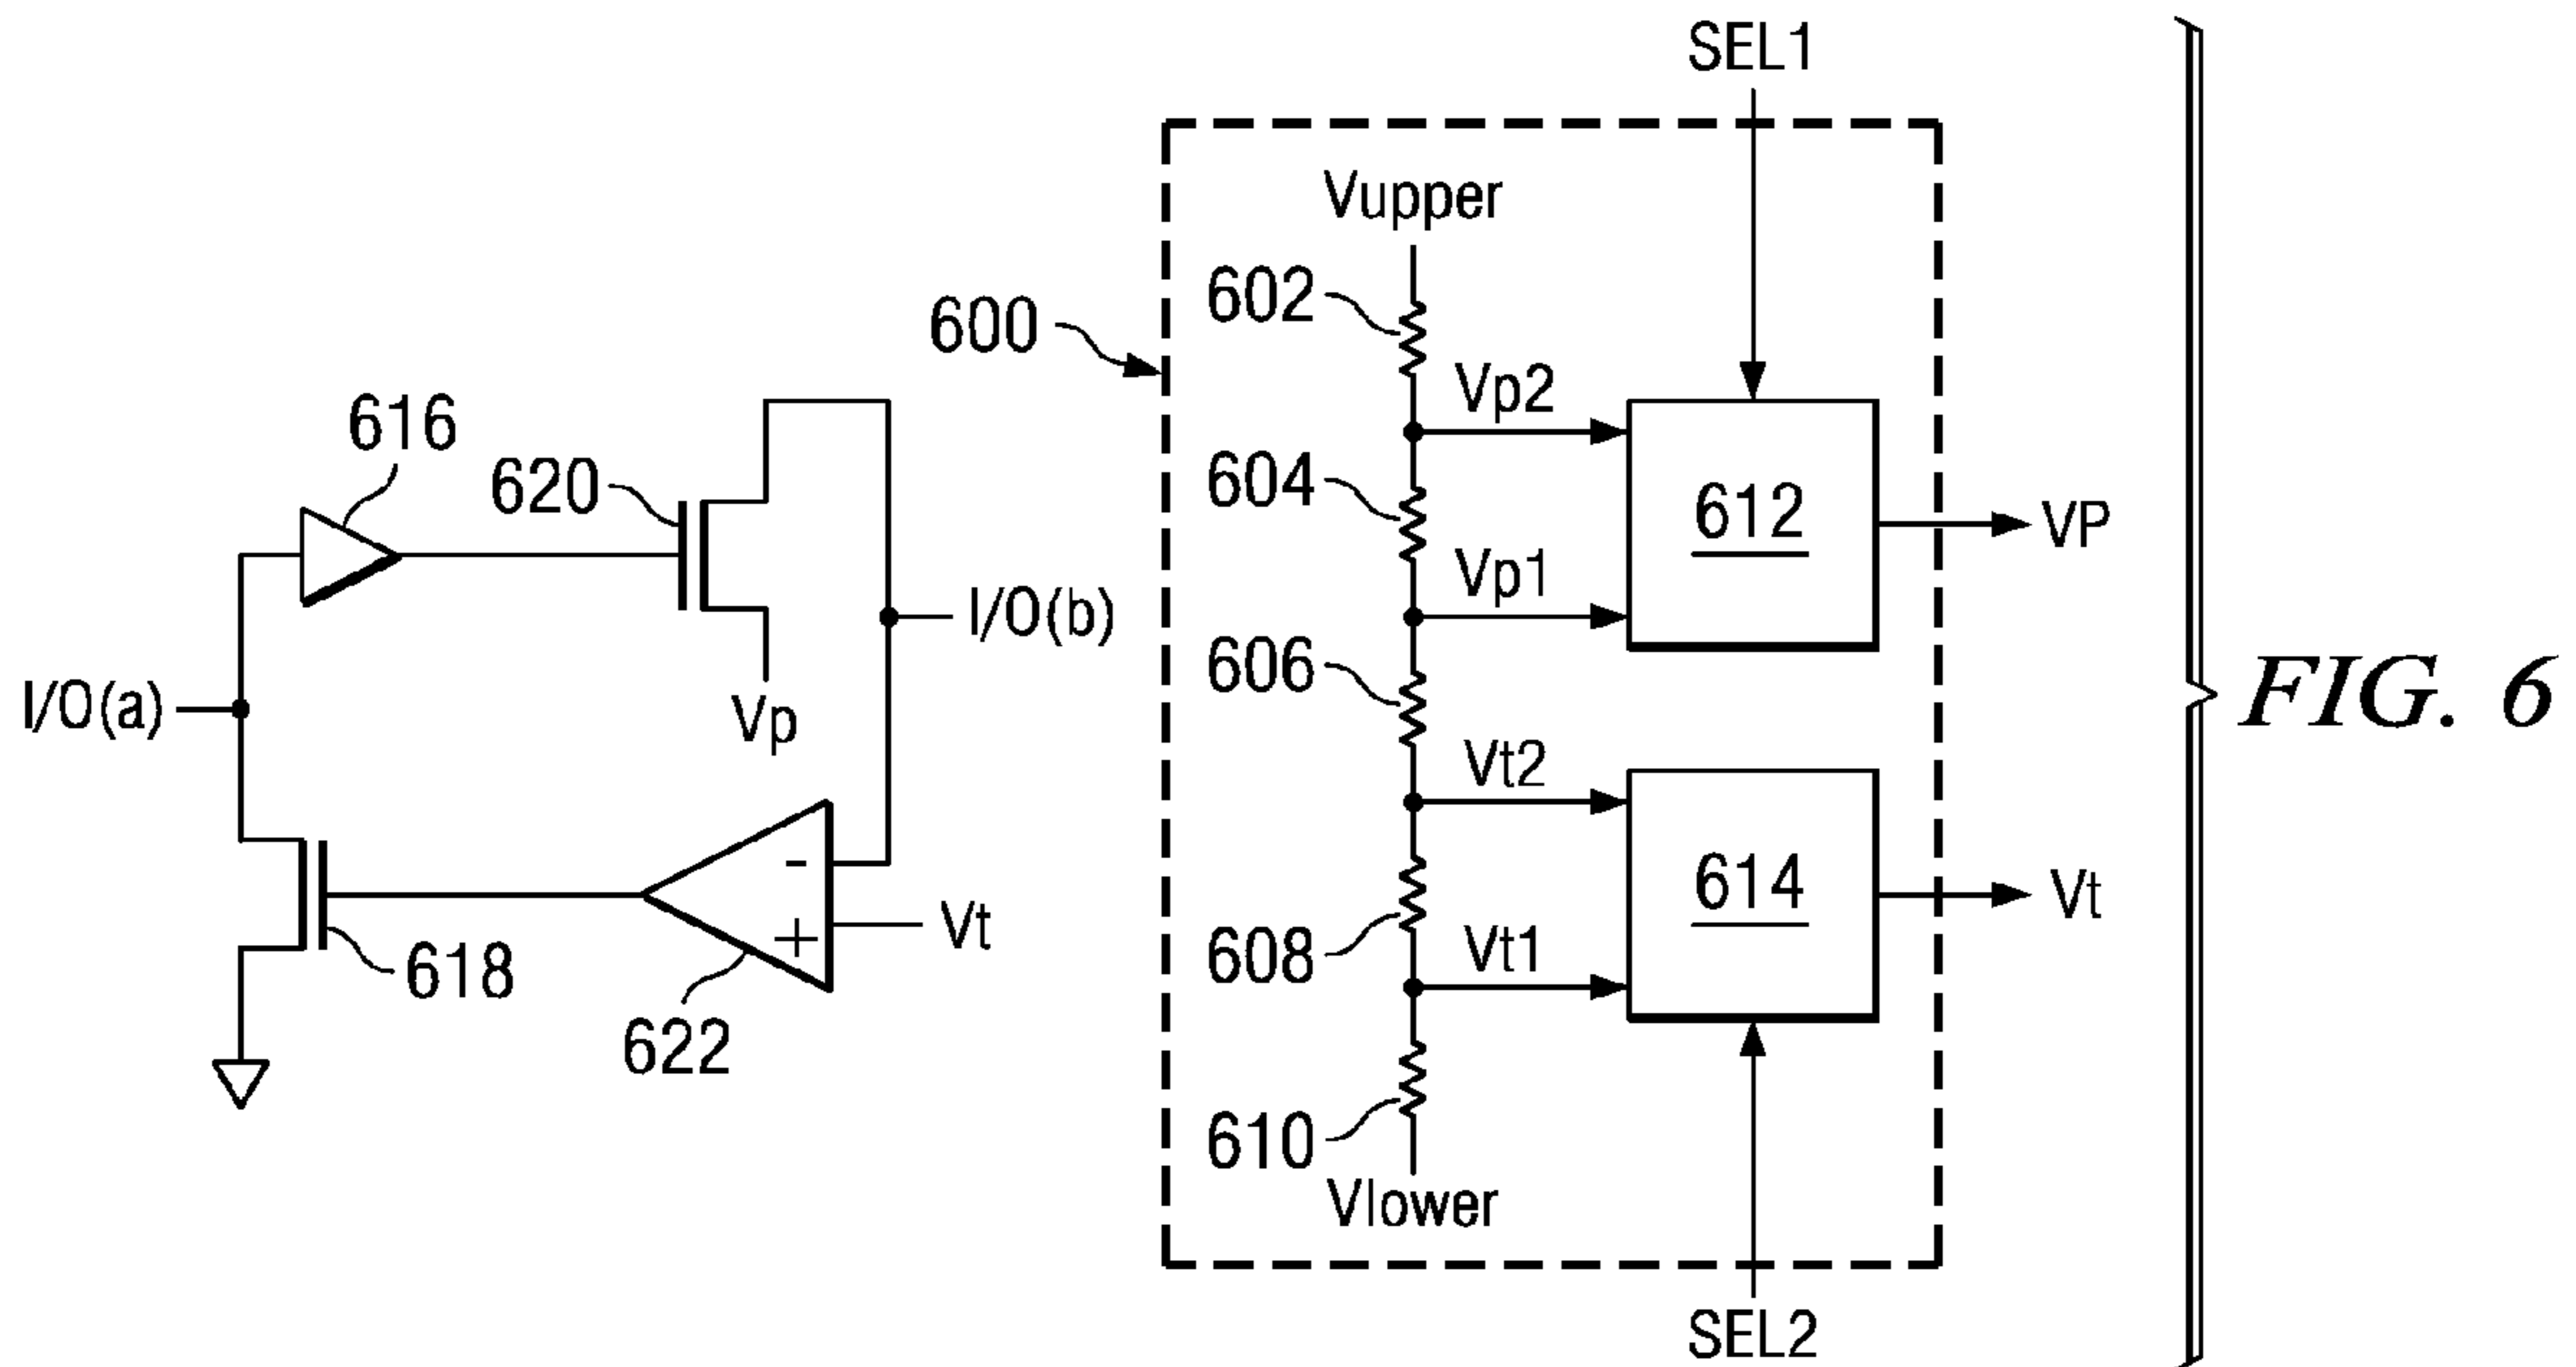 SEL1
Vupper
602
600
Vp2
616
620
604
612
VP
Vp1
I/O(b)
606
I/O(a)
Vp
FIG. 6
Vt2
-
614
Vt
+
Vt
608
Vt1
618
622
610
Vlower
SEL2